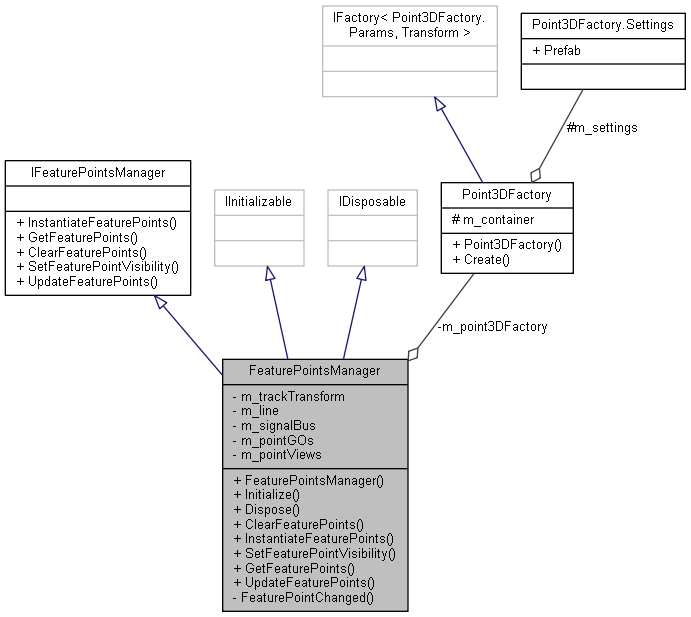 IFactory< Point3DFactory.
Params, Transform >
Point3DFactory.Settings
+ Prefab
#m_settings
IFeaturePointsManager
+ InstantiateFeaturePoints()
+ GetFeaturePoints()
+ ClearFeaturePoints()
+ SetFeaturePointVisibility()
+ UpdateFeaturePoints()
IInitializable
IDisposable
Point3DFactory
# m_container
+ Point3DFactory()
+ Create()
-m_point3DFactory
FeaturePointsManager
- m_trackTransform
- m_line
- m_signalBus
- m_pointGOs
- m_pointViews
+ FeaturePointsManager()
+ Initialize()
+ Dispose()
+ ClearFeaturePoints()
+ InstantiateFeaturePoints()
+ SetFeaturePointVisibility()
+ GetFeaturePoints()
+ UpdateFeaturePoints()
- FeaturePointChanged()